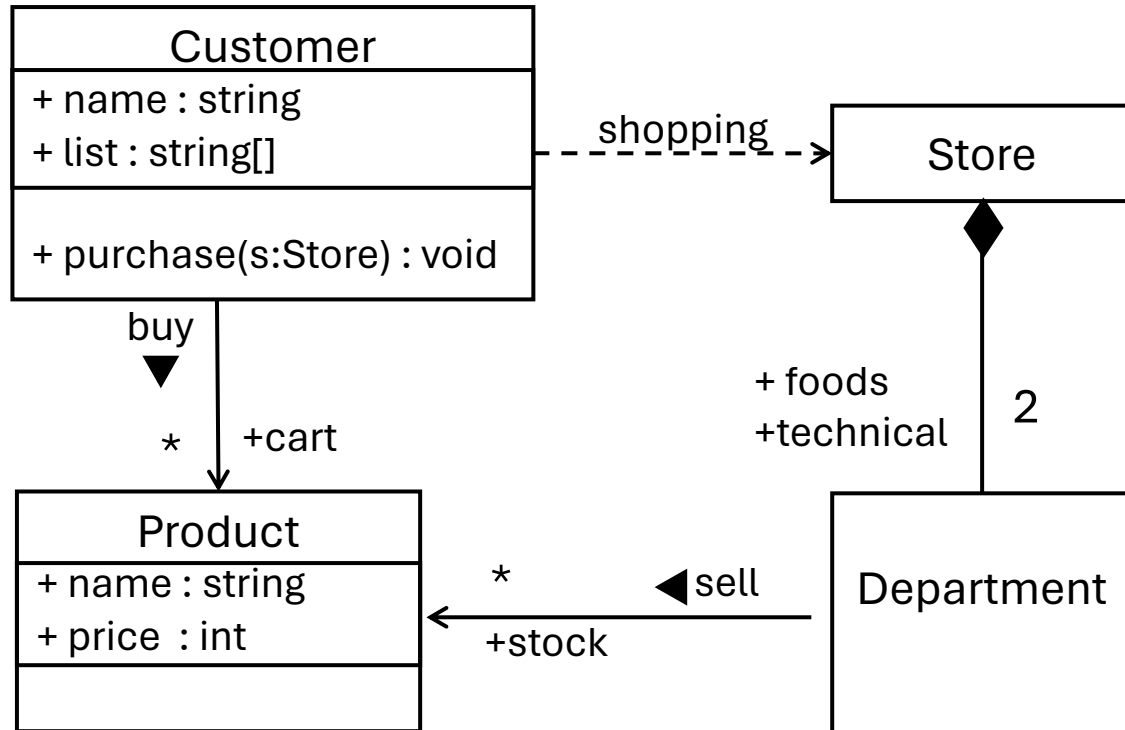 Customer
+ name : string
+ list : string[]
+ purchase(s:Store) : void
shopping
Store
buy
*
+cart
+ foods
+technical
2
Product
+ name : string
+ price : int
*
sell
+stock
Department